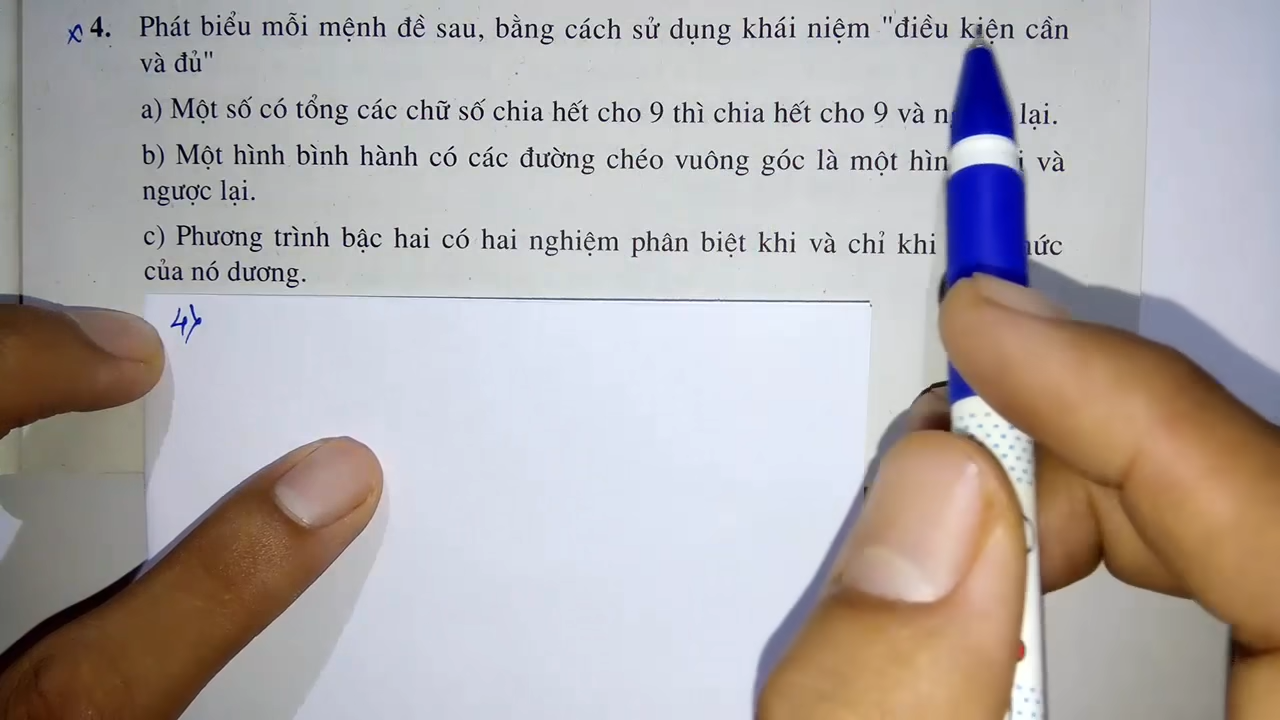 4. Phát biểu mỗi mệnh đề sau, bằng cách sử dụng khái niệm "điều kiện cần
và đủ"
a) Một số có tổng các chữ số chia hết cho 9 thì chia hết cho 9 và lại.
b) Một hình bình hành có các đường chéo vuông góc là một và
ngược lại.
c) Phương trình bậc hai có hai nghiệm phân biệt khi và chỉ khi
của nó dương.
4)